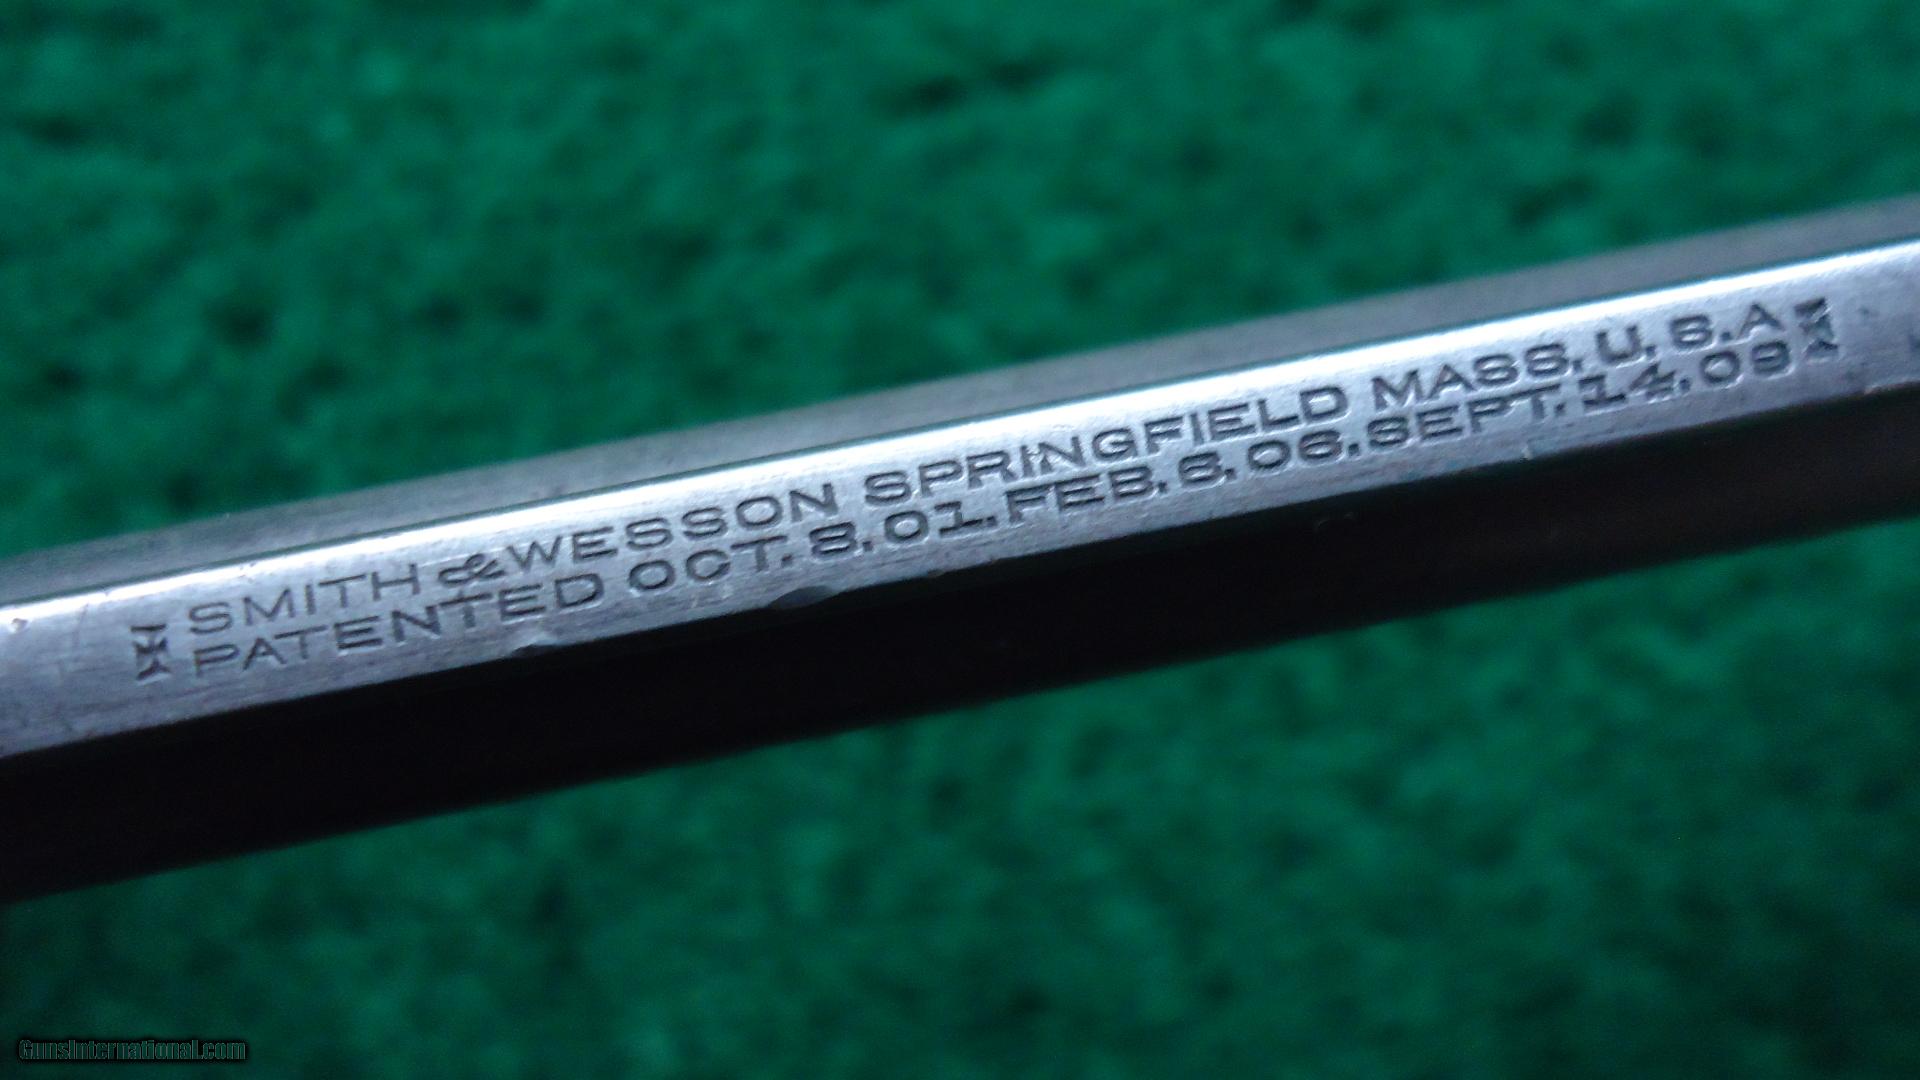 SMITH & WESSON SPRINGFIELD MASS. U. S. A
PATENTED OCT. 8. 01. FEB. 6. 06. SEPT. 14. 09
GunsInternational.com